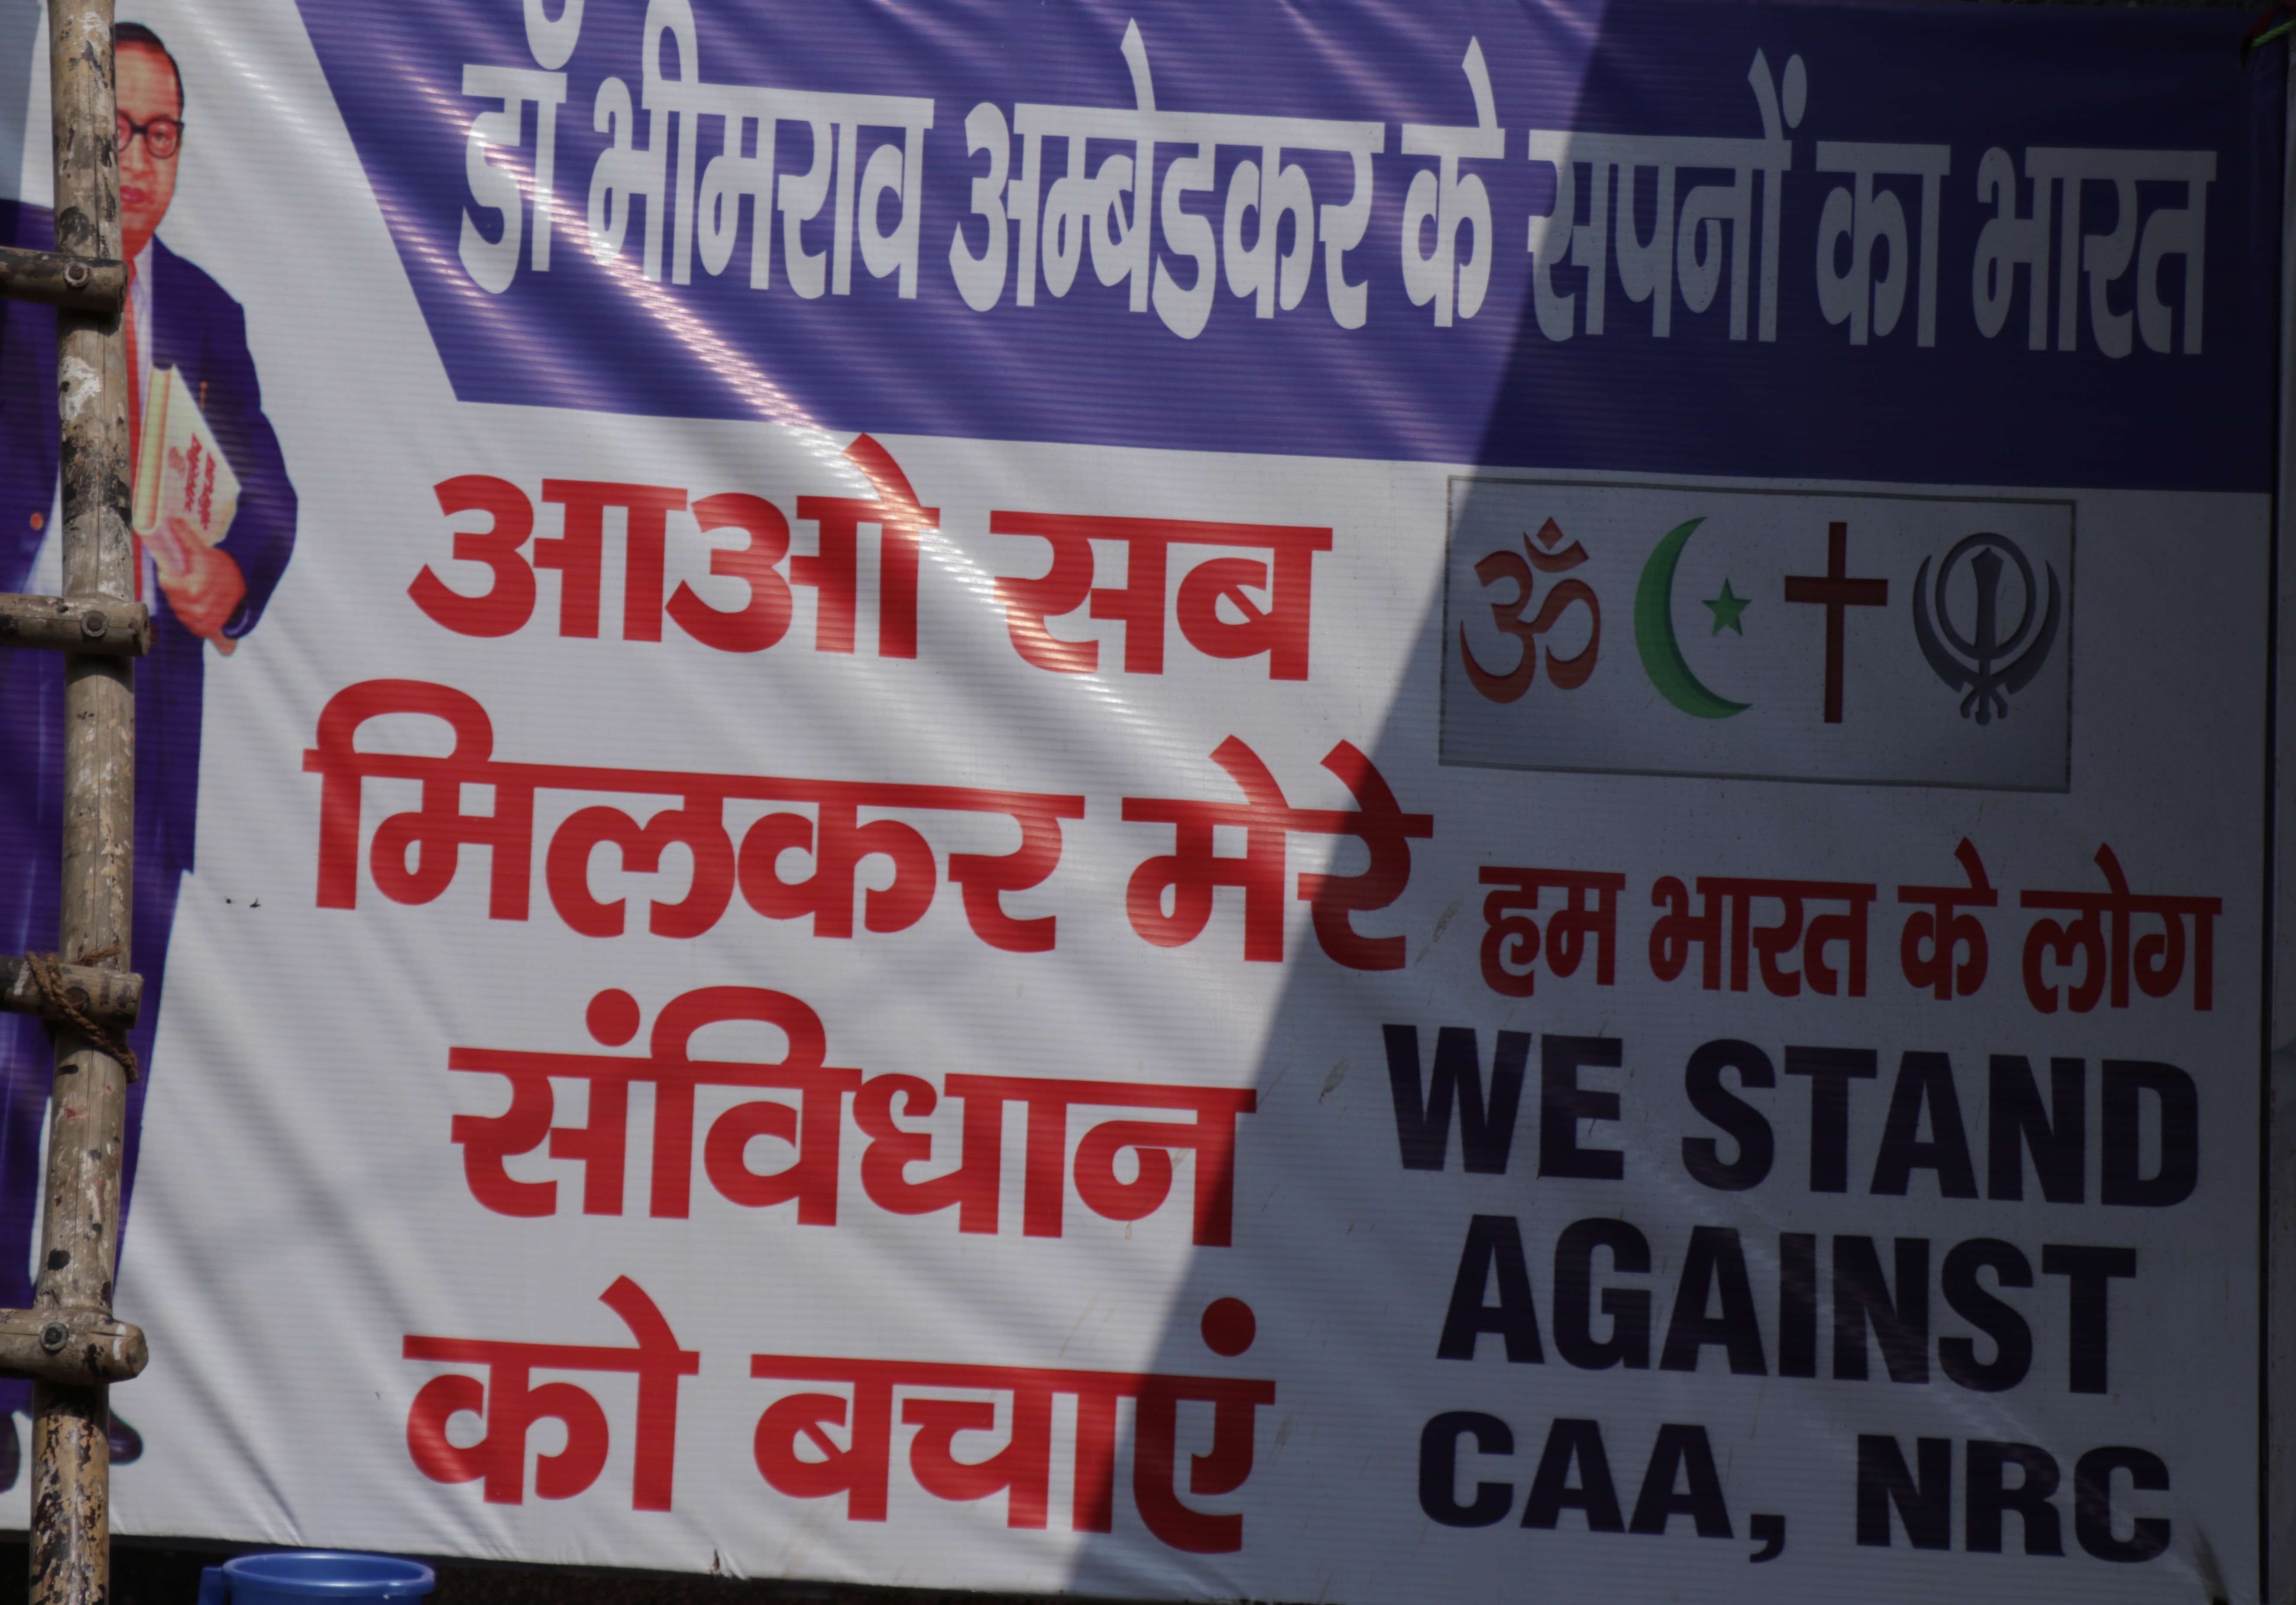 डॉ भीमराव अम्बेडकर के सपनों का भारत
आओ सब
मिलकर मेरे
संविधान
को बचाएं
ॐ
हम भारत के लोग
WE STAND
AGAINST
CAA, NRC